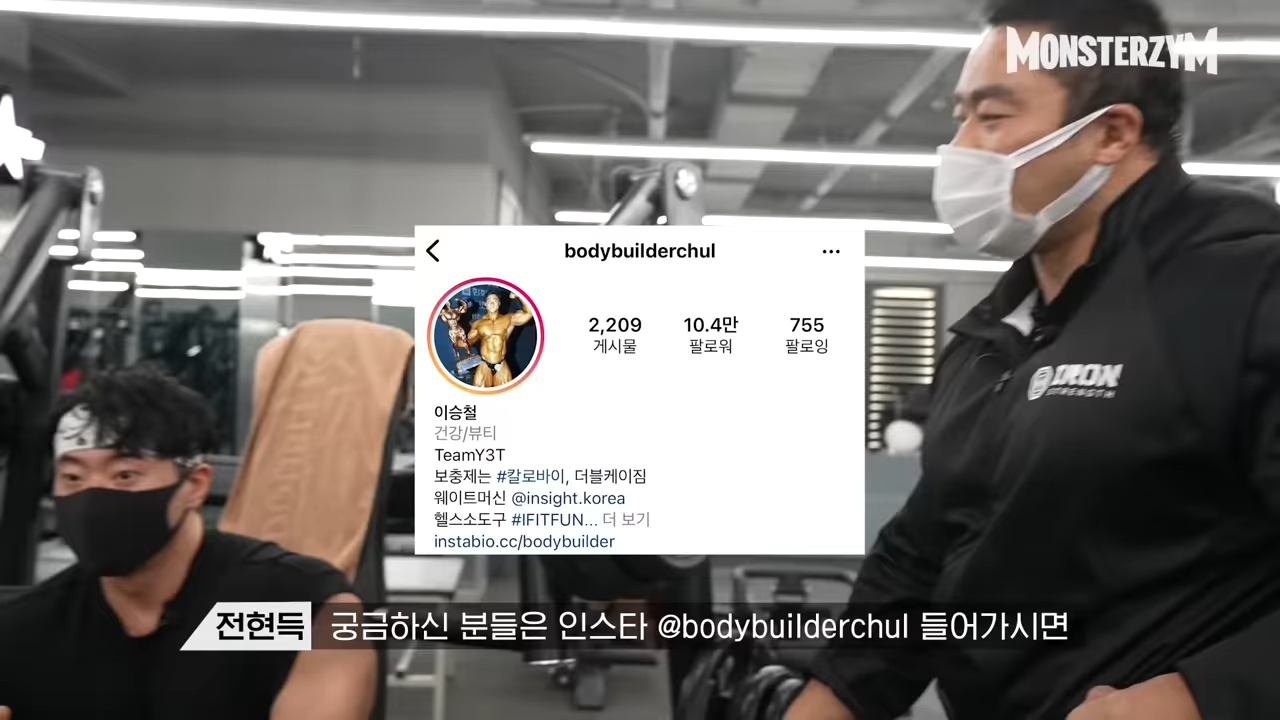 MONSTERZYM
bodybuilderchul
2,209
10.4만
755
게시물
팔로워
팔로잉
이승철
건강/뷰티
TeamY3T
보충제는 #칼로바이, 더블케이짐
웨이트머신 @insight.korea
헬스소도구 #IFITFUN... 더 보기
instabio.cc/bodybuilder
IRON
STRENGTH
전현득 궁금하신 분들은 인스타 @bodybuilderchul 들어가시면